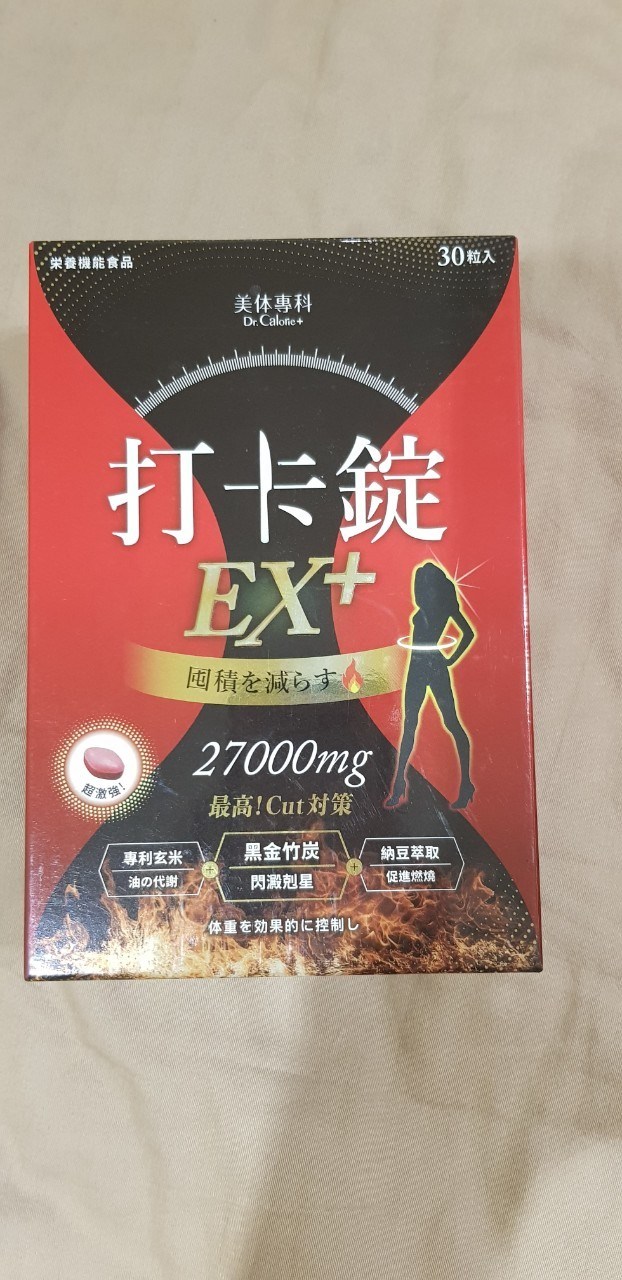 栄養機能食品
30粒入
美体專科
Dr. Calorie+
打卡錠
EX+
囤積を減らす
27000mg
超激強!
最高!Cut対策
專利玄米
油の代謝
+
黑金竹炭
閃澱剋星
+
納豆萃取
促進燃燒
体重を効果的に控制し